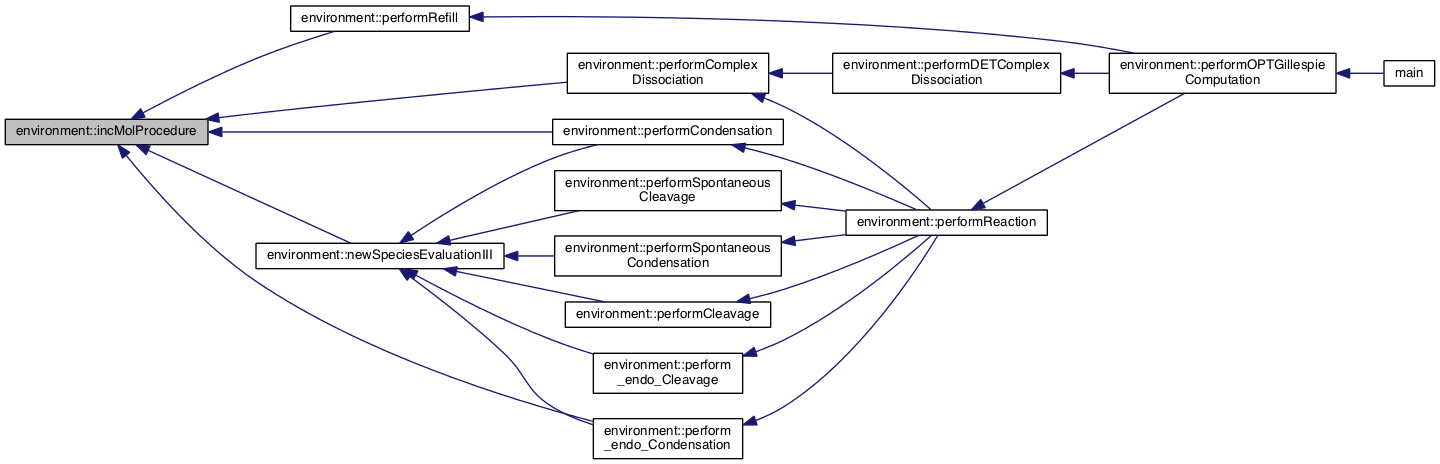 environment::performRefill
environment::performComplex
Dissociation
environment::performDETComplex
Dissociation
environment::performOPTGillespie
Computation
main
environment::incMolProcedure
environment::performCondensation
environment::performSpontaneous
Cleavage
environment::performReaction
environment::newSpeciesEvaluationIII
environment::performSpontaneous
Condensation
environment::performCleavage
environment::perform
_endo_Cleavage
environment::perform
_endo_Condensation